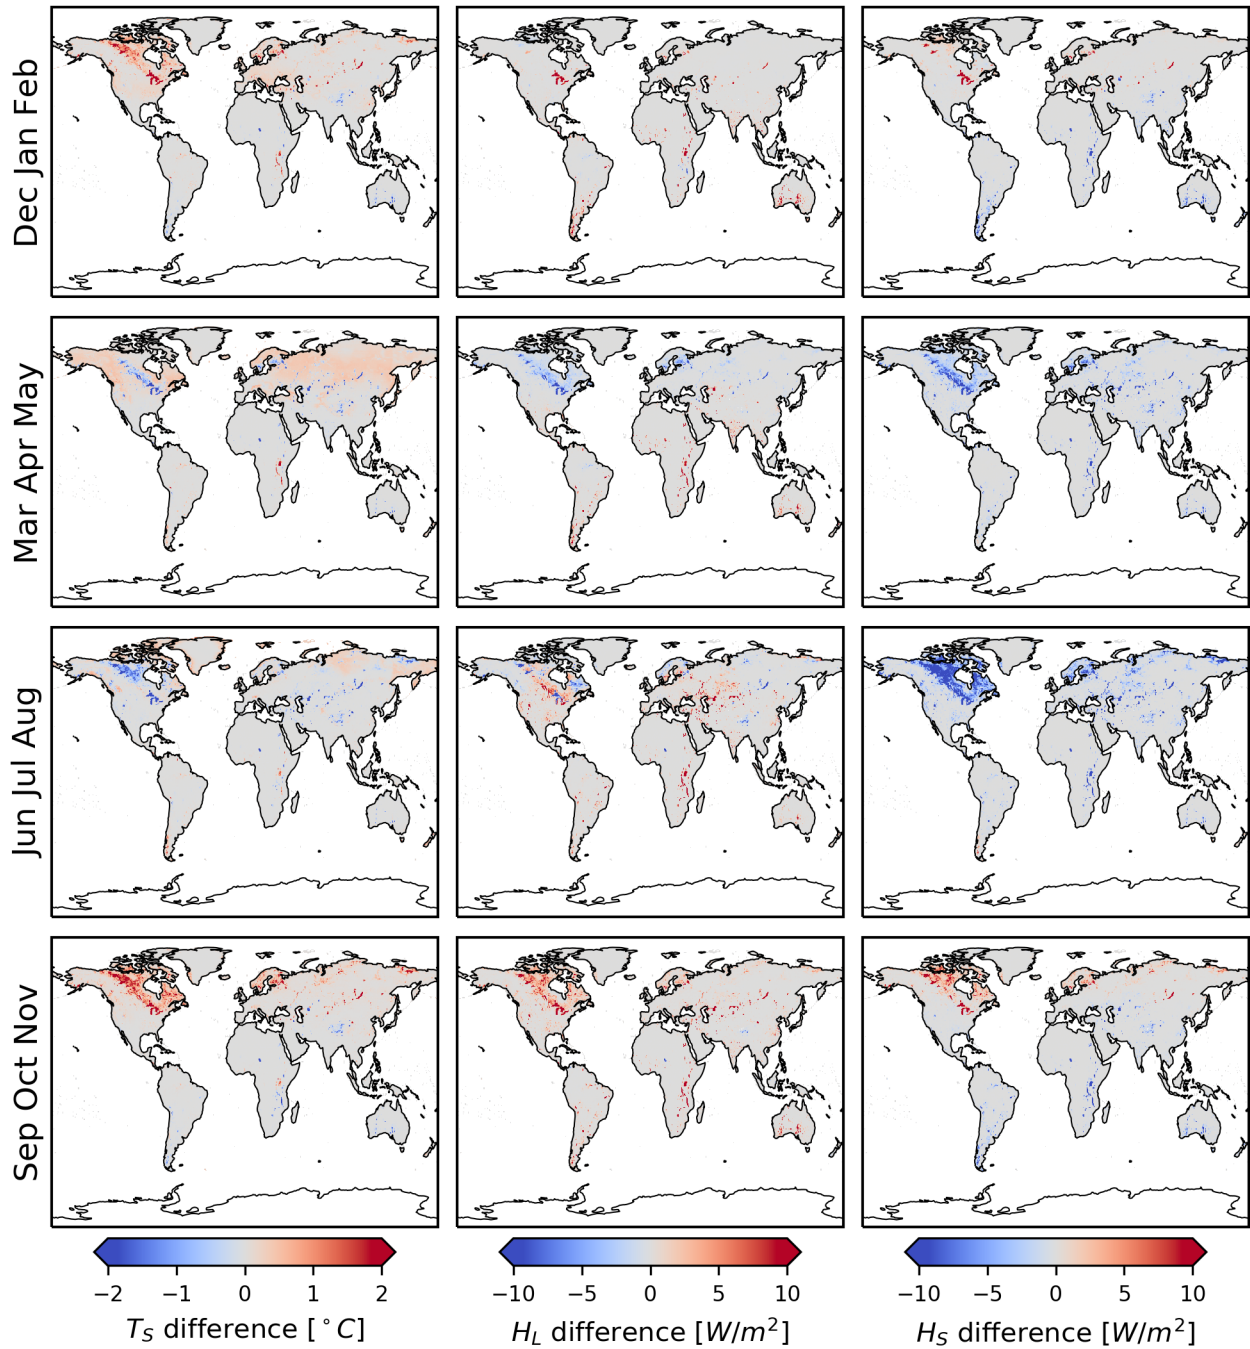 Dec Jan Feb
Mar Apr May
Jun Jul Aug
Sep Oct Nov
−2 −1 0 1 2
T_S difference [°C]
−10 −5 0 5 10
H_L difference [W/m²]
−10 −5 0 5 10
H_S difference [W/m²]